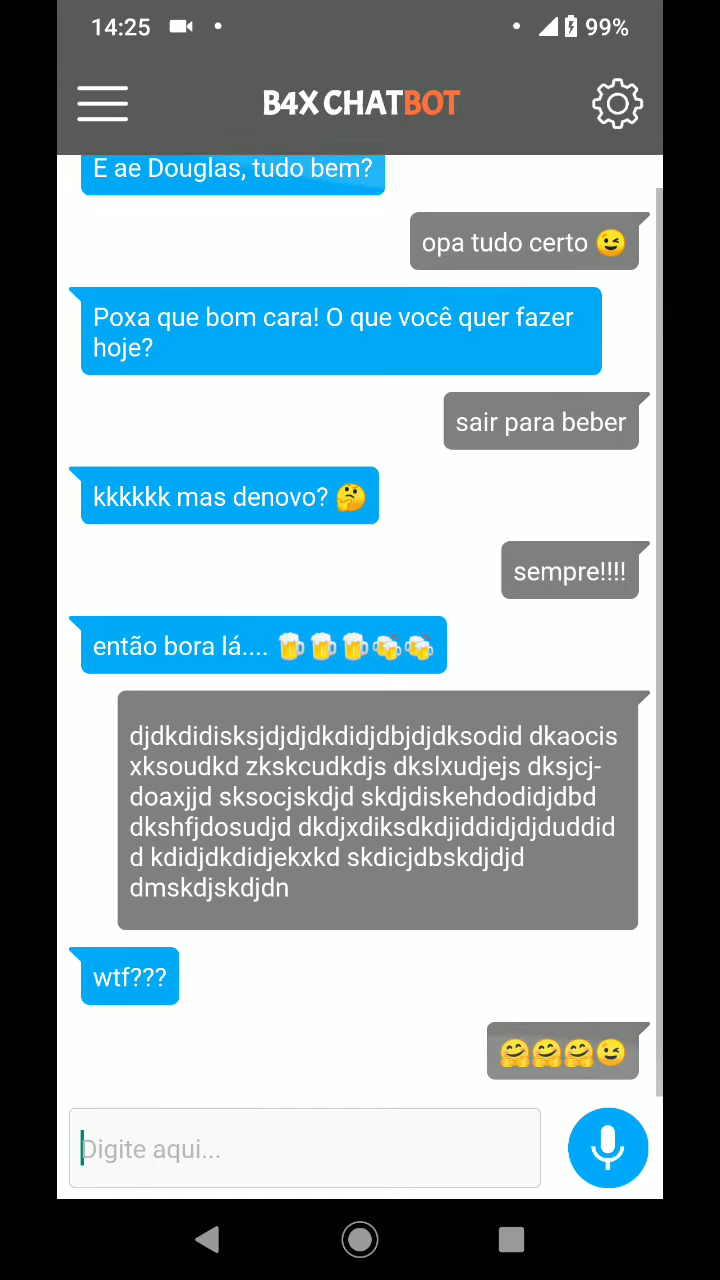 14:25
99%
B4X CHATBOT
E ae Douglas, tudo bem?
opa tudo certo 😉
Poxa que bom cara! O que você quer fazer
hoje?
sair para beber
kkkkkk mas denovo? 🤔
sempre!!!!
então bora lá.... 🍺🍺🍺🍻🍻
djdkdidisksjdjdjdkdidjdbjdjdksodid dkaocis
xksoudkd zkskcudkdjs dkslxudjejs dksjcj-
doaxjjd sksocjskdjd skdjdiskehdodidjdbd
dkshfjdosudjd dkdjxdiksdkdjiddidjdjduddid
d kdidjdkdidjekxkd skdicjdbskdjdjd
dmskdjskdjdn
wtf???
🤗🤗🤗😉
Digite aqui...